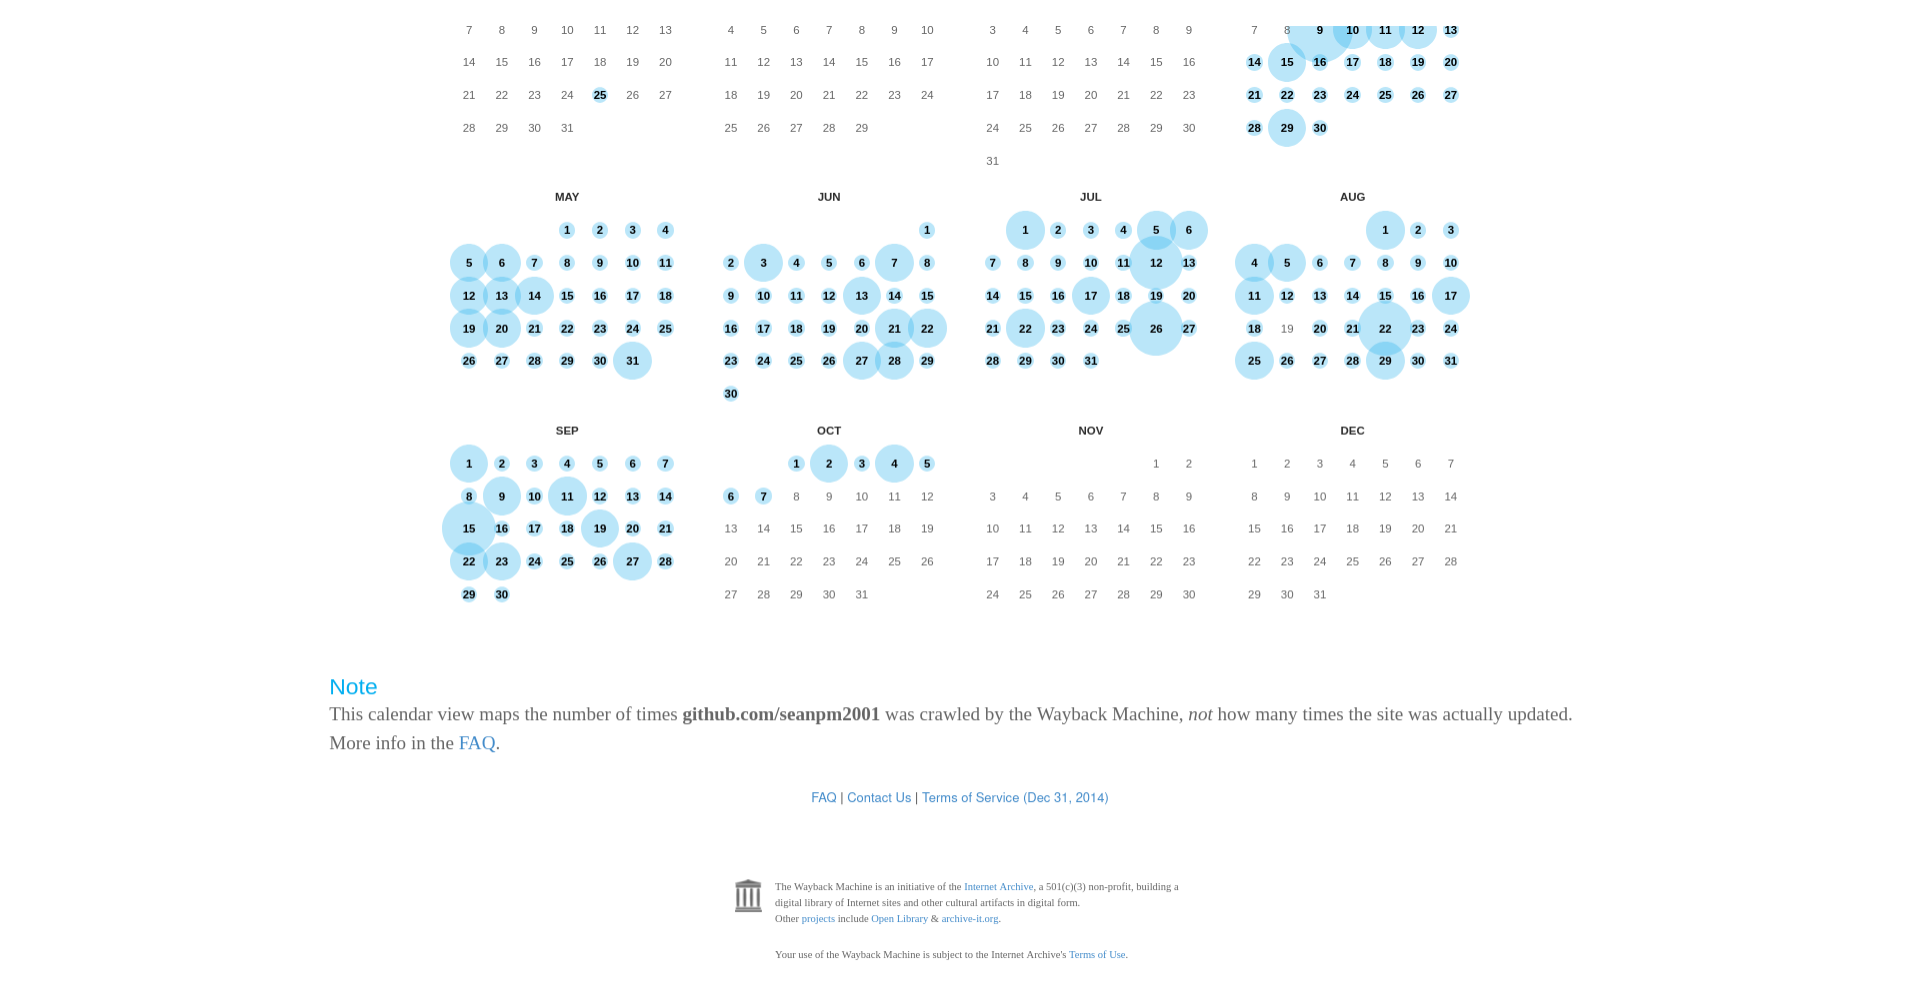 7 8 9 10 11 12 13 4 5 6 7 8 9 10 3 4 5 6 7 8 9 7 8 9 10 11 12 13
14 15 16 17 18 19 20 11 12 13 14 15 16 17 10 11 12 13 14 15 16 14 15 16 17 18 19 20
21 22 23 24 25 26 27 18 19 20 21 22 23 24 17 18 19 20 21 22 23 21 22 23 24 25 26 27
28 29 30 31 25 26 27 28 29 24 25 26 27 28 29 30 28 29 30
31
MAY JUN JUL AUG
1 2 3 4 1 1 2 3 4 5 6 1 2 3
5 6 7 8 9 10 11 2 3 4 5 6 7 8 7 8 9 10 11 12 13 4 5 6 7 8 9 10
12 13 14 15 16 17 18 9 10 11 12 13 14 15 14 15 16 17 18 19 20 11 12 13 14 15 16 17
19 20 21 22 23 24 25 16 17 18 19 20 21 22 21 22 23 24 25 26 27 18 19 20 21 22 23 24
26 27 28 29 30 31 23 24 25 26 27 28 29 28 29 30 31 25 26 27 28 29 30 31
30
SEP OCT NOV DEC
1 2 3 4 5 6 7 1 2 3 4 5 1 2 1 2 3 4 5 6 7
8 9 10 11 12 13 14 6 7 8 9 10 11 12 3 4 5 6 7 8 9 8 9 10 11 12 13 14
15 16 17 18 19 20 21 13 14 15 16 17 18 19 10 11 12 13 14 15 16 15 16 17 18 19 20 21
22 23 24 25 26 27 28 20 21 22 23 24 25 26 17 18 19 20 21 22 23 22 23 24 25 26 27 28
29 30 27 28 29 30 31 24 25 26 27 28 29 30 29 30 31
Note
This calendar view maps the number of times github.com/seanpm2001 was crawled by the Wayback Machine, not how many times the site was actually updated.
More info in the FAQ.
FAQ | Contact Us | Terms of Service (Dec 31, 2014)
The Wayback Machine is an initiative of the Internet Archive, a 501(c)(3) non-profit, building a
digital library of Internet sites and other cultural artifacts in digital form.
Other projects include Open Library & archive-it.org.
Your use of the Wayback Machine is subject to the Internet Archive's Terms of Use.